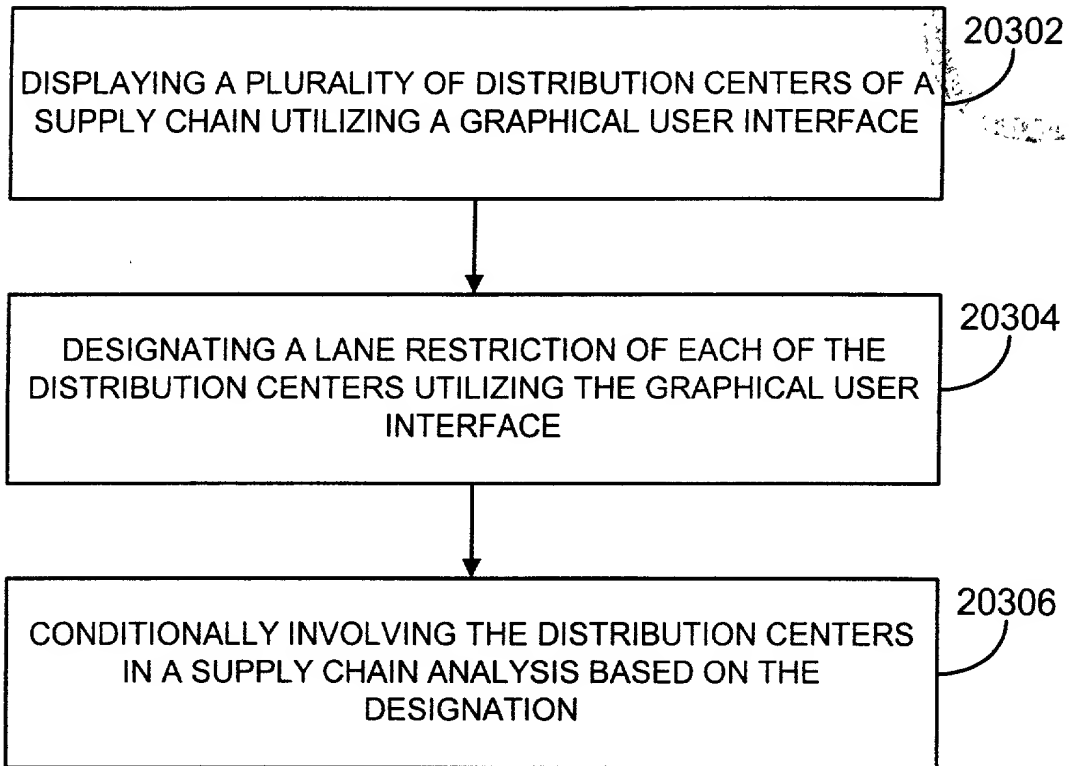 20302
DISPLAYING A PLURALITY OF DISTRIBUTION CENTERS OF A
SUPPLY CHAIN UTILIZING A GRAPHICAL USER INTERFACE
20304
DESIGNATING A LANE RESTRICTION OF EACH OF THE
DISTRIBUTION CENTERS UTILIZING THE GRAPHICAL USER
INTERFACE
20306
CONDITIONALLY INVOLVING THE DISTRIBUTION CENTERS
IN A SUPPLY CHAIN ANALYSIS BASED ON THE
DESIGNATION